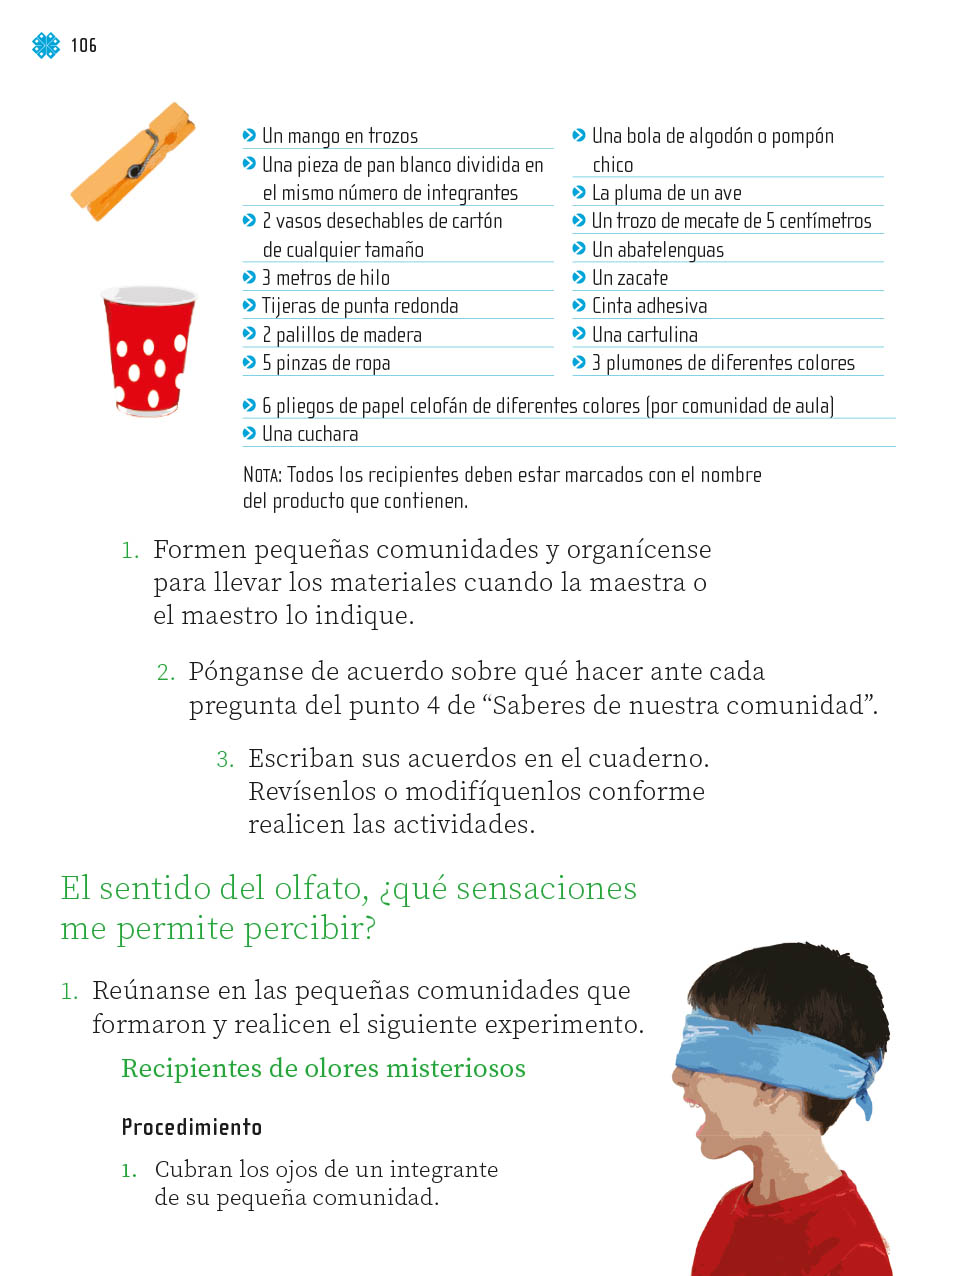 106
Un mango en trozos
Una pieza de pan blanco dividida en
el mismo número de integrantes
2 vasos desechables de cartón
de cualquier tamaño
3 metros de hilo
Tijeras de punta redonda
2 palillos de madera
5 pinzas de ropa
Una bola de algodón o pompón
chico
La pluma de un ave
Un trozo de mecate de 5 centímetros
Un abatelenguas
Un zacate
Cinta adhesiva
Una cartulina
3 plumones de diferentes colores
6 pliegos de papel celofán de diferentes colores (por comunidad de aula)
Una cuchara
NOTA: Todos los recipientes deben estar marcados con el nombre
del producto que contienen.
1. Formen pequeñas comunidades y organícense
para llevar los materiales cuando la maestra o
el maestro lo indique.
2. Pónganse de acuerdo sobre qué hacer ante cada
pregunta del punto 4 de “Saberes de nuestra comunidad”.
3. Escriban sus acuerdos en el cuaderno.
Revísenlos o modifíquenlos conforme
realicen las actividades.
El sentido del olfato, ¿qué sensaciones
me permite percibir?
1. Reúnanse en las pequeñas comunidades que
formaron y realicen el siguiente experimento.
Recipientes de olores misteriosos
Procedimiento
1. Cubran los ojos de un integrante
de su pequeña comunidad.